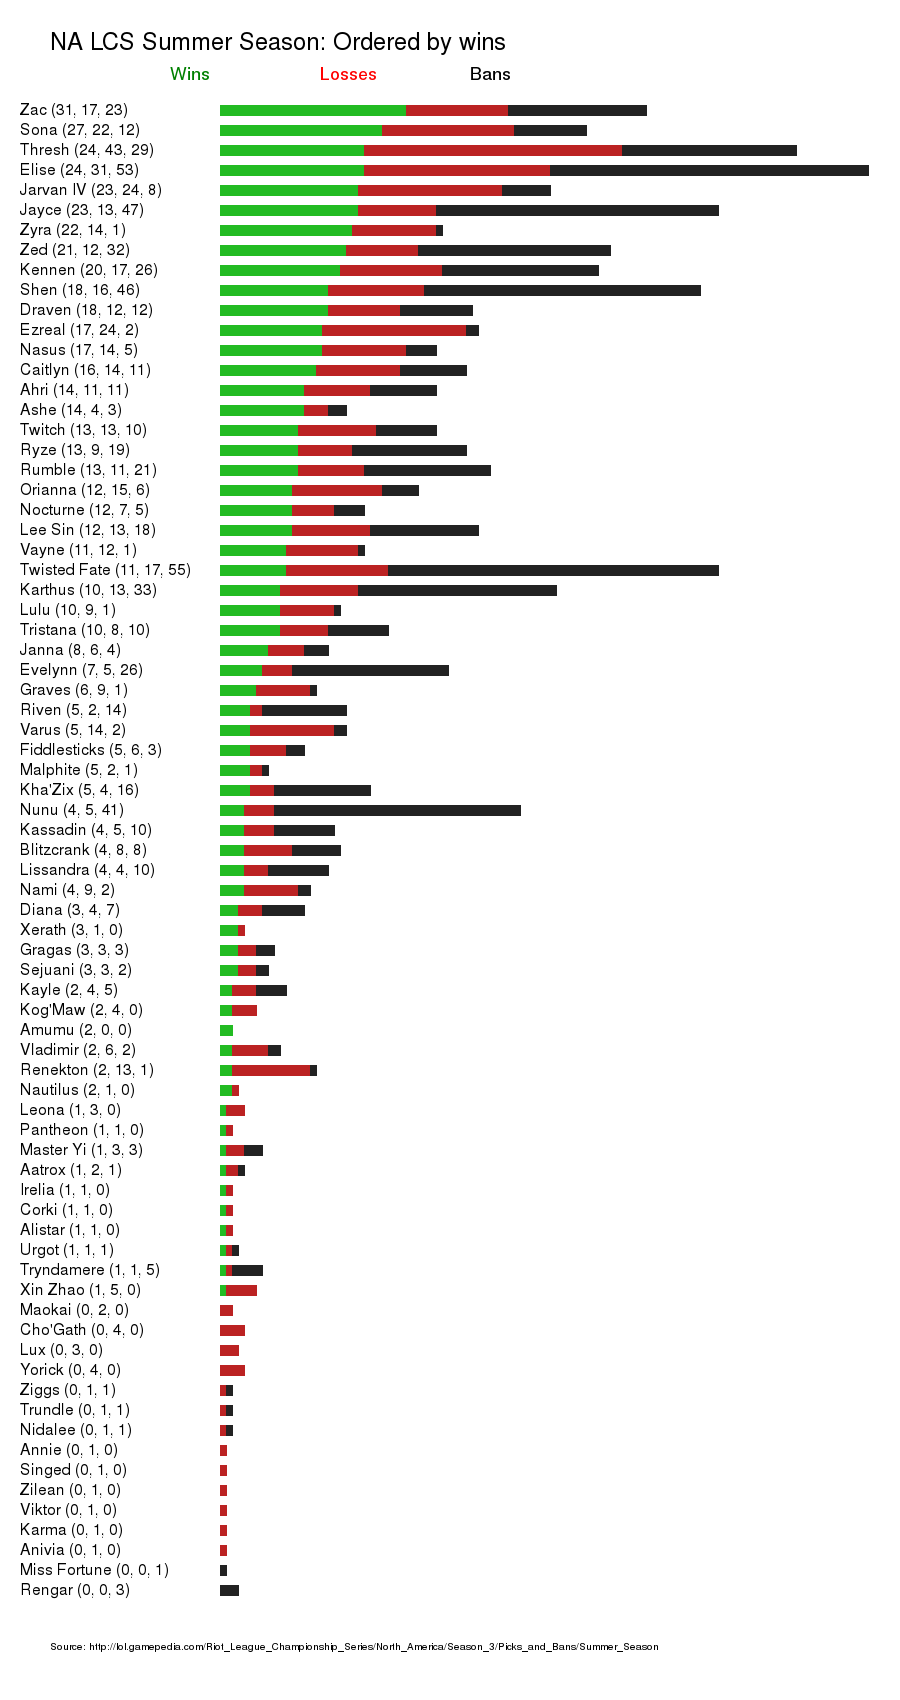 NA LCS Summer Season: Ordered by wins
Wins Losses Bans
Zac (31, 17, 23)
Sona (27, 22, 12)
Thresh (24, 43, 29)
Elise (24, 31, 53)
Jarvan IV (23, 24, 8)
Jayce (23, 13, 47)
Zyra (22, 14, 1)
Zed (21, 12, 32)
Kennen (20, 17, 26)
Shen (18, 16, 46)
Draven (18, 12, 12)
Ezreal (17, 24, 2)
Nasus (17, 14, 5)
Caitlyn (16, 14, 11)
Ahri (14, 11, 11)
Ashe (14, 4, 3)
Twitch (13, 13, 10)
Ryze (13, 9, 19)
Rumble (13, 11, 21)
Orianna (12, 15, 6)
Nocturne (12, 7, 5)
Lee Sin (12, 13, 18)
Vayne (11, 12, 1)
Twisted Fate (11, 17, 55)
Karthus (10, 13, 33)
Lulu (10, 9, 1)
Tristana (10, 8, 10)
Janna (8, 6, 4)
Evelynn (7, 5, 26)
Graves (6, 9, 1)
Riven (5, 2, 14)
Varus (5, 14, 2)
Fiddlesticks (5, 6, 3)
Malphite (5, 2, 1)
Kha'Zix (5, 4, 16)
Nunu (4, 5, 41)
Kassadin (4, 5, 10)
Blitzcrank (4, 8, 8)
Lissandra (4, 4, 10)
Nami (4, 9, 2)
Diana (3, 4, 7)
Xerath (3, 1, 0)
Gragas (3, 3, 3)
Sejuani (3, 3, 2)
Kayle (2, 4, 5)
Kog'Maw (2, 4, 0)
Amumu (2, 0, 0)
Vladimir (2, 6, 2)
Renekton (2, 13, 1)
Nautilus (2, 1, 0)
Leona (1, 3, 0)
Pantheon (1, 1, 0)
Master Yi (1, 3, 3)
Aatrox (1, 2, 1)
Irelia (1, 1, 0)
Corki (1, 1, 0)
Alistar (1, 1, 0)
Urgot (1, 1, 1)
Tryndamere (1, 1, 5)
Xin Zhao (1, 5, 0)
Maokai (0, 2, 0)
Cho'Gath (0, 4, 0)
Lux (0, 3, 0)
Yorick (0, 4, 0)
Ziggs (0, 1, 1)
Trundle (0, 1, 1)
Nidalee (0, 1, 1)
Annie (0, 1, 0)
Singed (0, 1, 0)
Zilean (0, 1, 0)
Viktor (0, 1, 0)
Karma (0, 1, 0)
Anivia (0, 1, 0)
Miss Fortune (0, 0, 1)
Rengar (0, 0, 3)
Source: http://lol.gamepedia.com/Riot_League_Championship_Series/North_America/Season_3/Picks_and_Bans/Summer_Season